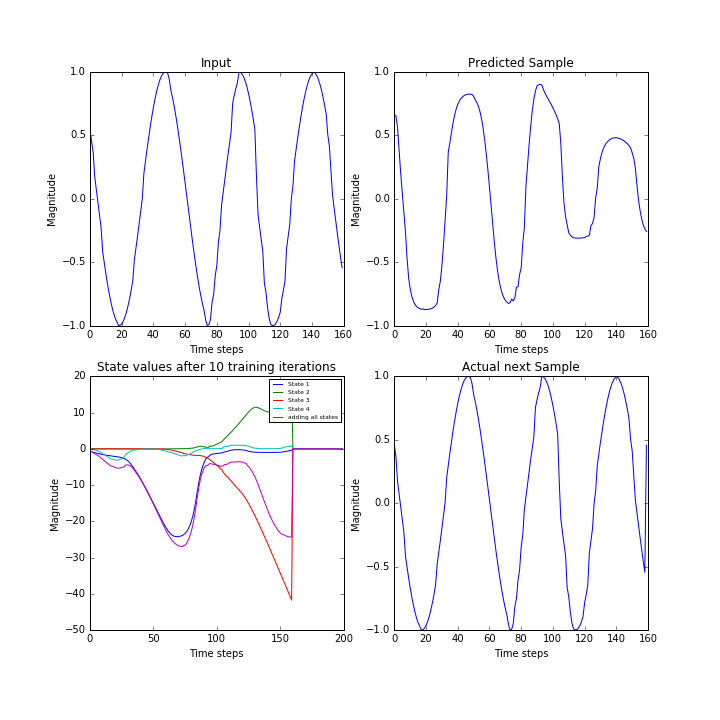 Input
1.0
0.5
0.0
−0.5
−1.0
Magnitude
0 20 40 60 80 100 120 140 160
Time steps
Predicted Sample
1.0
0.5
0.0
−0.5
−1.0
Magnitude
0 20 40 60 80 100 120 140 160
Time steps
State values after 10 training iterations
20
10
0
−10
−20
−30
−40
−50
Magnitude
State 1
State 2
State 3
State 4
adding all states
0 50 100 150 200
Time steps
Actual next Sample
1.0
0.5
0.0
−0.5
−1.0
Magnitude
0 20 40 60 80 100 120 140 160
Time steps